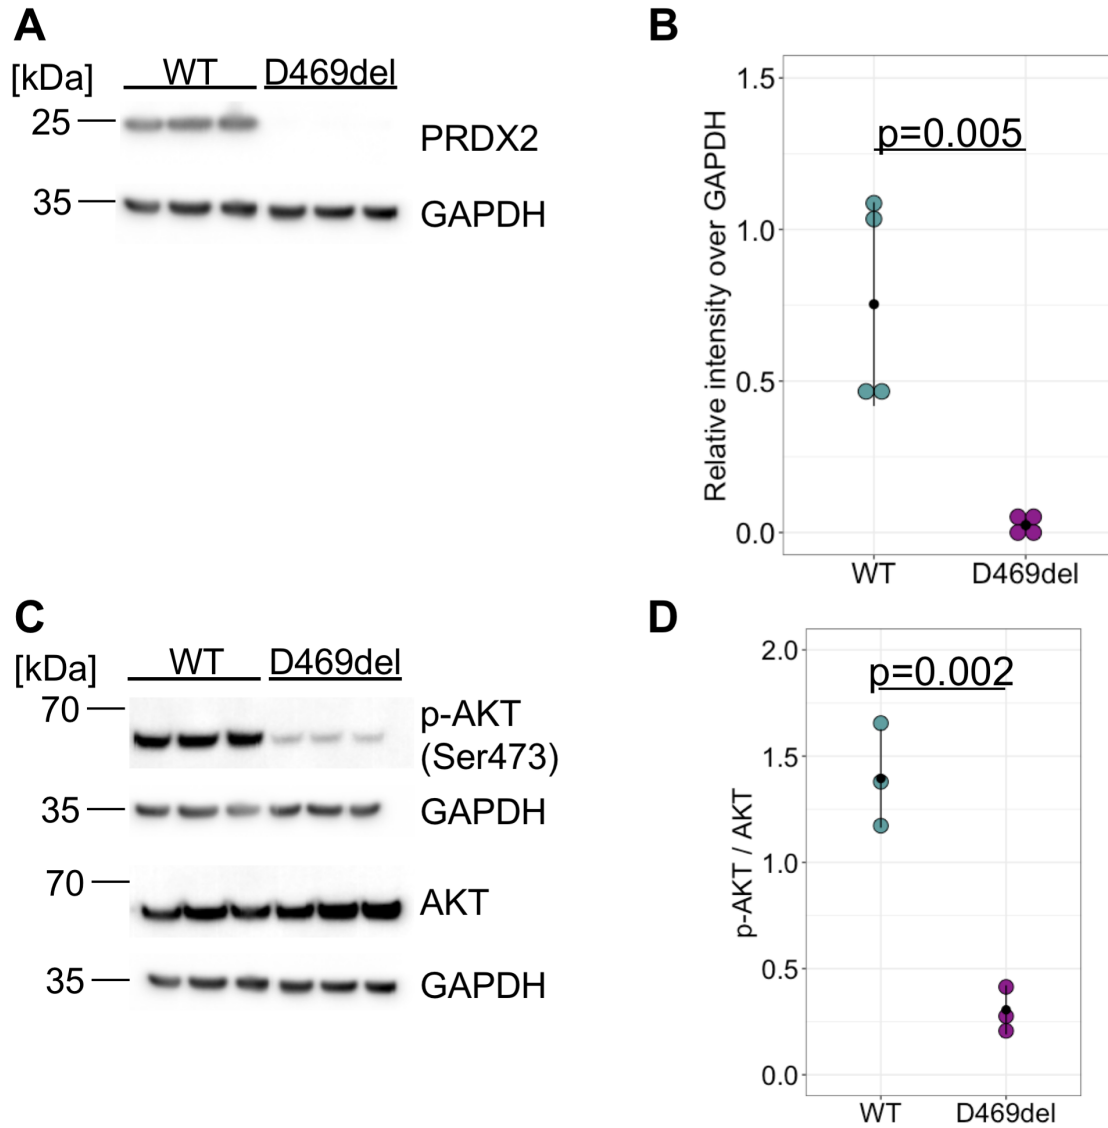 A
[kDa] WT D469del
25 PRDX2
35 GAPDH
B
Relative intensity over GAPDH
1.5
p=0.005
1.0
0.5
0.0
WT D469del
C
[kDa] WT D469del
70 p-AKT
(Ser473)
35 GAPDH
70 AKT
35 GAPDH
D
p-AKT / AKT
2.0
p=0.002
1.5
1.0
0.5
0.0
WT D469del